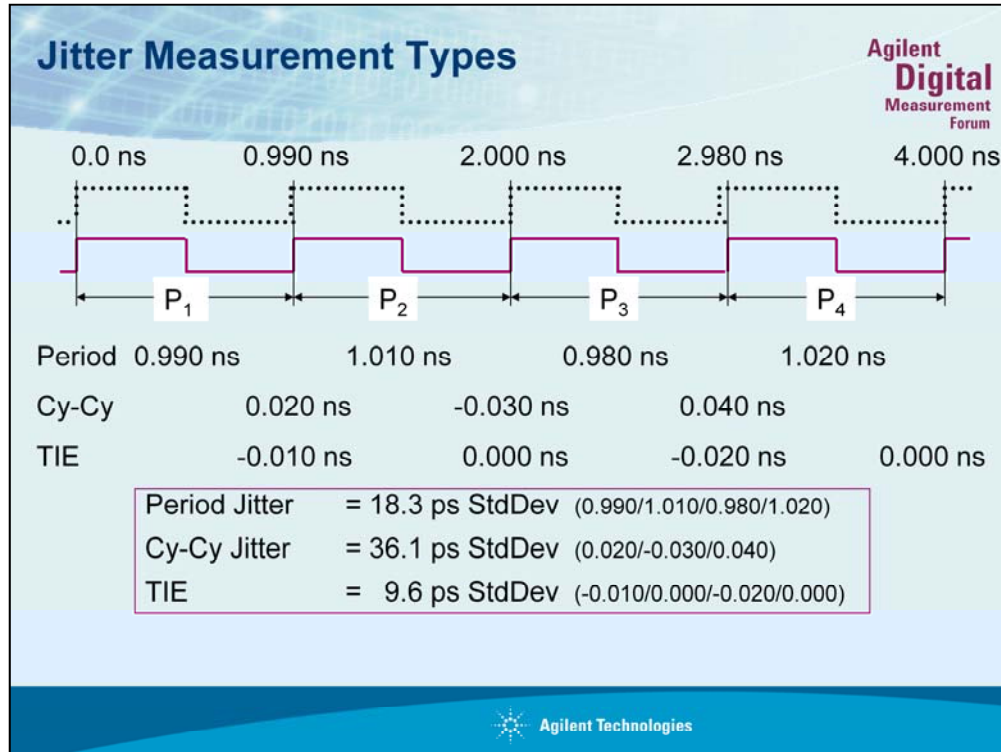 Jitter Measurement Types
Agilent
Digital
Measurement
Forum
0.0 ns 0.990 ns 2.000 ns 2.980 ns 4.000 ns
P1 P2 P3 P4
Period 0.990 ns 1.010 ns 0.980 ns 1.020 ns
Cy-Cy 0.020 ns -0.030 ns 0.040 ns
TIE -0.010 ns 0.000 ns -0.020 ns 0.000 ns
Period Jitter = 18.3 ps StdDev (0.990/1.010/0.980/1.020)
Cy-Cy Jitter = 36.1 ps StdDev (0.020/-0.030/0.040)
TIE = 9.6 ps StdDev (-0.010/0.000/-0.020/0.000)
Agilent Technologies